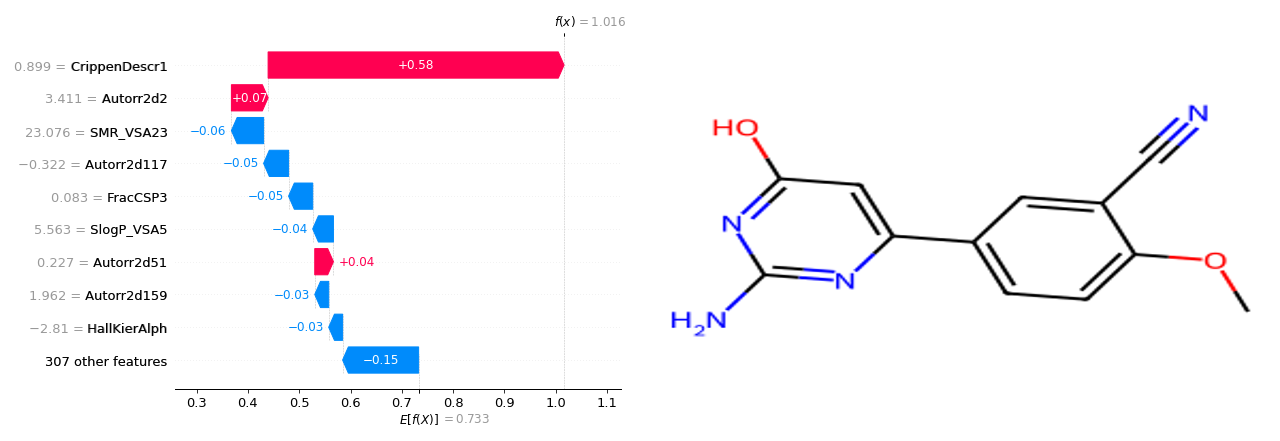 f(x) = 1.016
0.899 = CrippenDescr1
+0.58
3.411 = Autorr2d2
+0.07
23.076 = SMR_VSA23
−0.06
−0.322 = Autorr2d117
−0.05
0.083 = FracCSP3
−0.05
5.563 = SlogP_VSA5
−0.04
0.227 = Autorr2d51
+0.04
1.962 = Autorr2d159
−0.03
−2.81 = HallKierAlph
−0.03
307 other features
−0.15
0.3 0.4 0.5 0.6 0.7 0.8 0.9 1.0 1.1
E[f(X)] = 0.733
HO
N
N
N
O
H2N